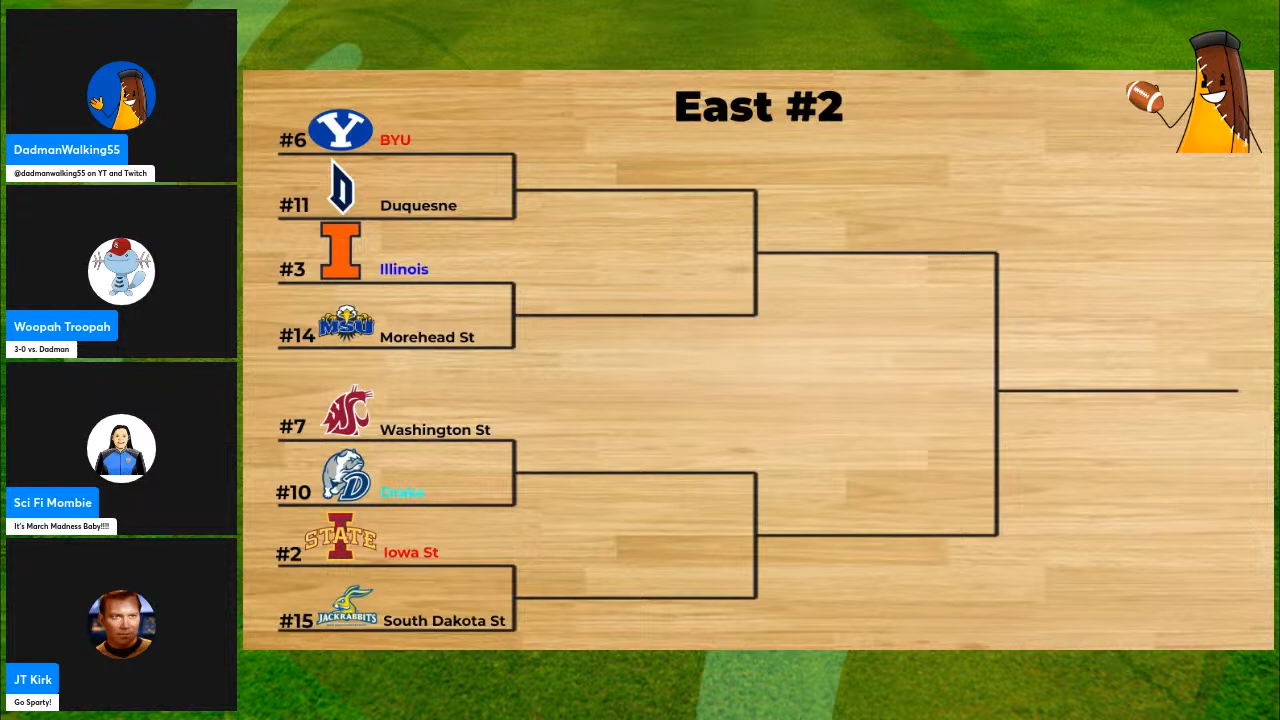 DadmanWalking55
@dadmanwalking55 on YT and Twitch
Woopah Troopah
3-0 vs. Dadman
Sci Fi Mombie
It's March Madness Baby!!!!
JT Kirk
Go Sparty!
East #2
#6 Y BYU
#11 D Duquesne
#3 I Illinois
#14 MSU Morehead St
#7 WSC Washington St
#10 D Drake
#2 I STATE Iowa St
#15 JACKRABBITS South Dakota St